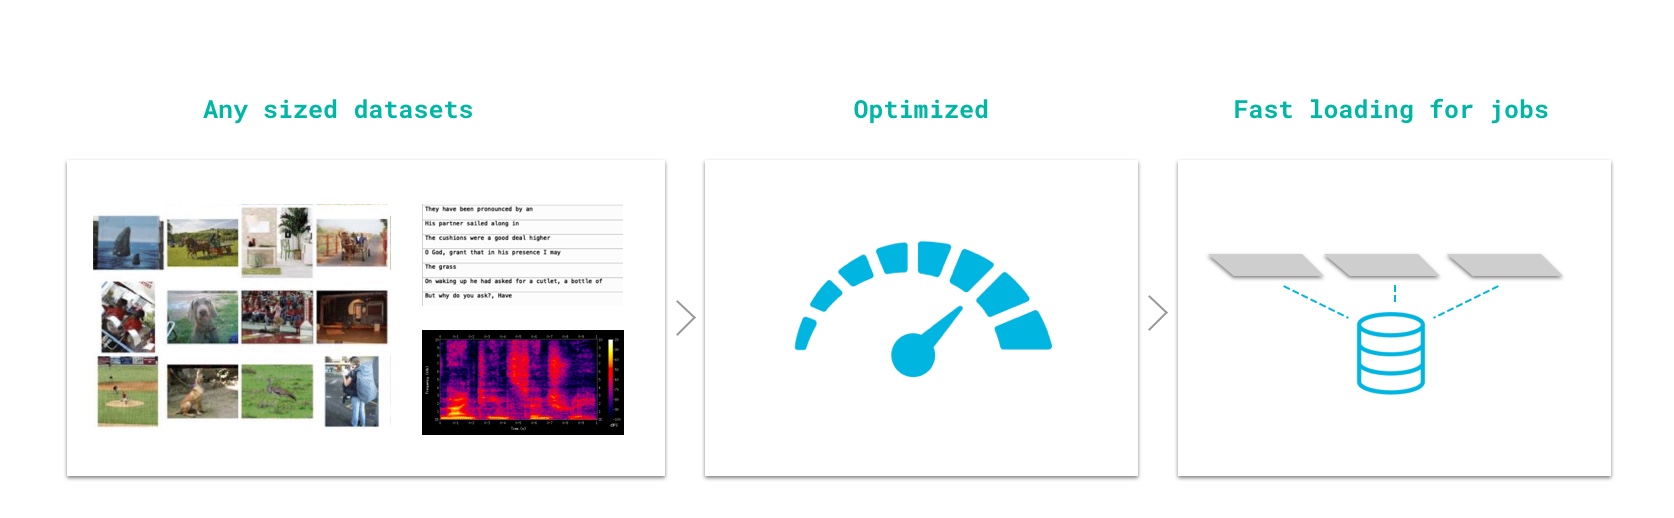 Any sized datasets
Optimized
Fast loading for jobs
They have been pronounced by an
His partner sailed along in
The cushions were a good deal higher
O God, grant that in his presence I may
The grass
On waking up he had asked for a cutlet, a bottle of
But why do you ask?, Have